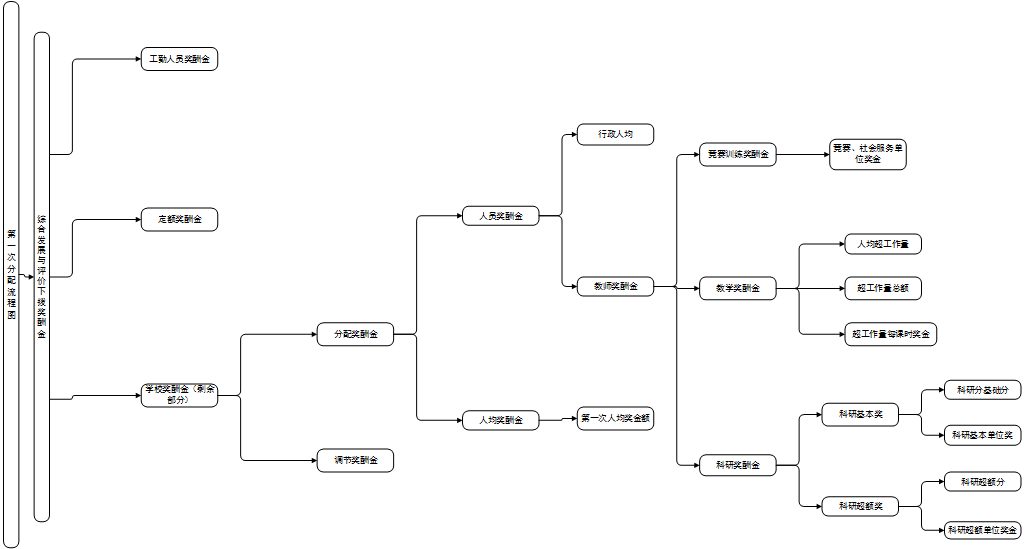 第一次分配流程图
综合发展与评价下拨奖酬金
工勤人员奖酬金
定额奖酬金
学校奖酬金（剩余
部分）
分配奖酬金
调节奖酬金
人员奖酬金
人均奖酬金
行政人均
教师奖酬金
第一次人均奖金额
竞赛训练奖酬金
教学奖酬金
科研奖酬金
竞赛、社会服务单
位奖金
人均超工作量
超工作量总额
超工作量每课时奖金
科研基本奖
科研超额奖
科研分基础分
科研基本单位奖
科研超额分
科研超额单位奖金